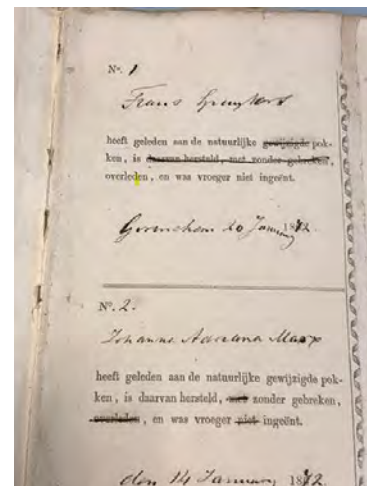 No. 1
Frans
heeft geleden aan de natuurlijke gewijzigde pok-
ken, is daarvan hersteld, met zonder gebreken,
overleden, en was vroeger niet ingeënt.
Gorinchem 20 January 1872.
No. 2.
Johanna Adriana
heeft geleden aan de natuurlijke gewijzigde pok-
ken, is daarvan hersteld, met zonder gebreken,
overleden, en was vroeger niet ingeënt.
den 14 January 1872.